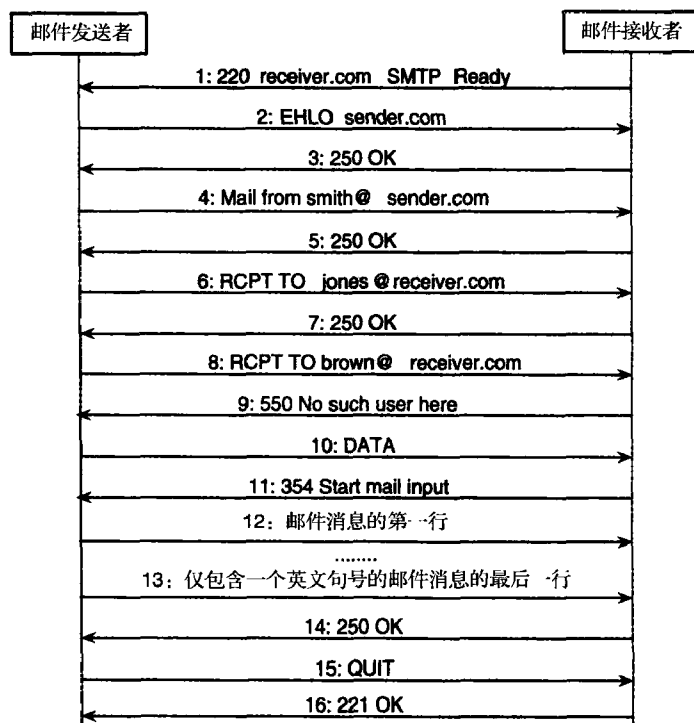 邮件发送者
邮件接收者
1: 220 receiver.com SMTP Ready
2: EHLO sender.com
3: 250 OK
4: Mail from smith@ sender.com
5: 250 OK
6: RCPT TO jones @ receiver.com
7: 250 OK
8: RCPT TO brown@ receiver.com
9: 550 No such user here
10: DATA
11: 354 Start mail input
12：邮件消息的第一行
........
13：仅包含一个英文句号的邮件消息的最后一行
14: 250 OK
15: QUIT
16: 221 OK